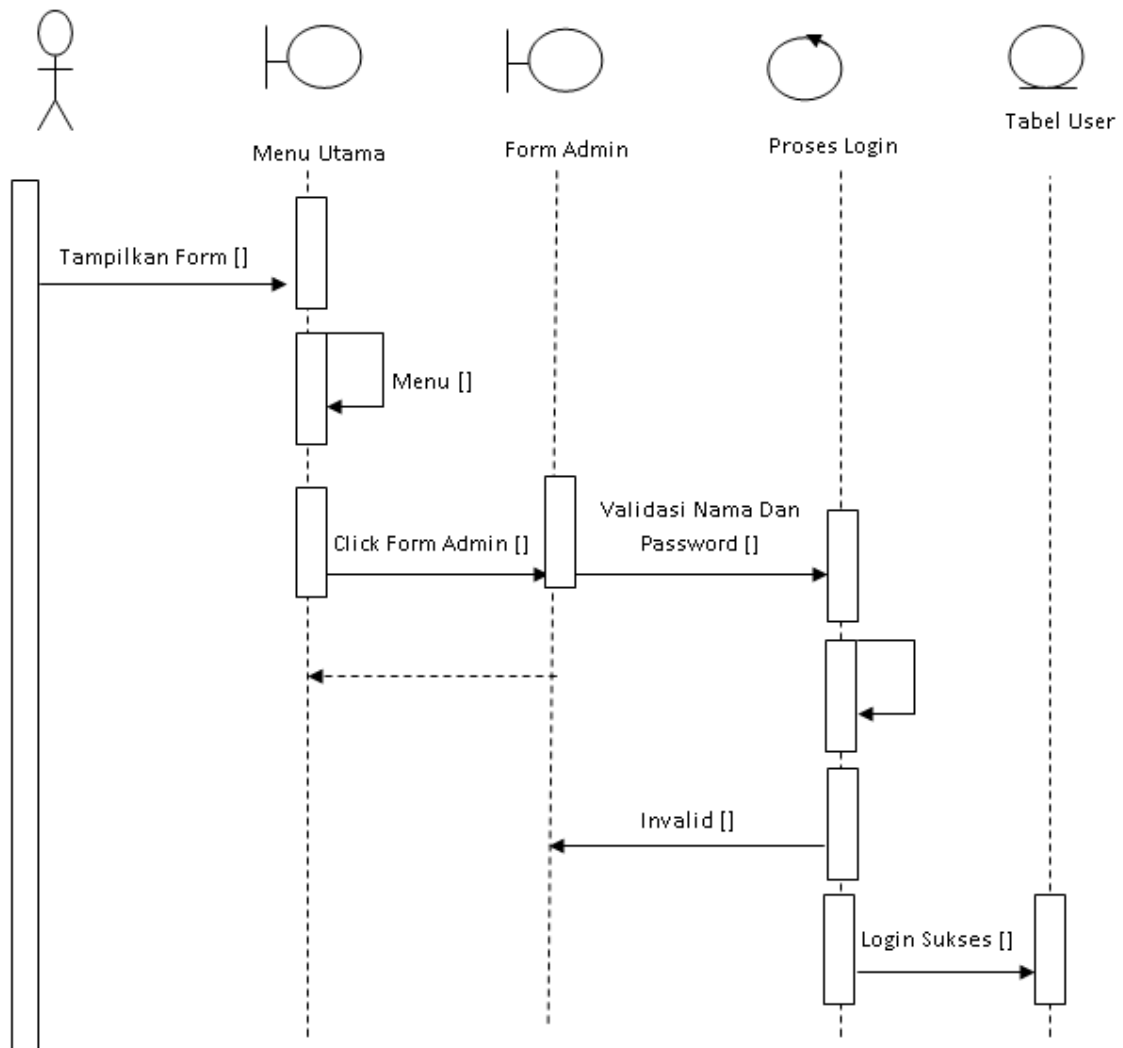 Menu Utama
Form Admin
Proses Login
Tabel User
Tampilkan Form []
Menu []
Click Form Admin []
Validasi Nama Dan
Password []
Invalid []
Login Sukses []